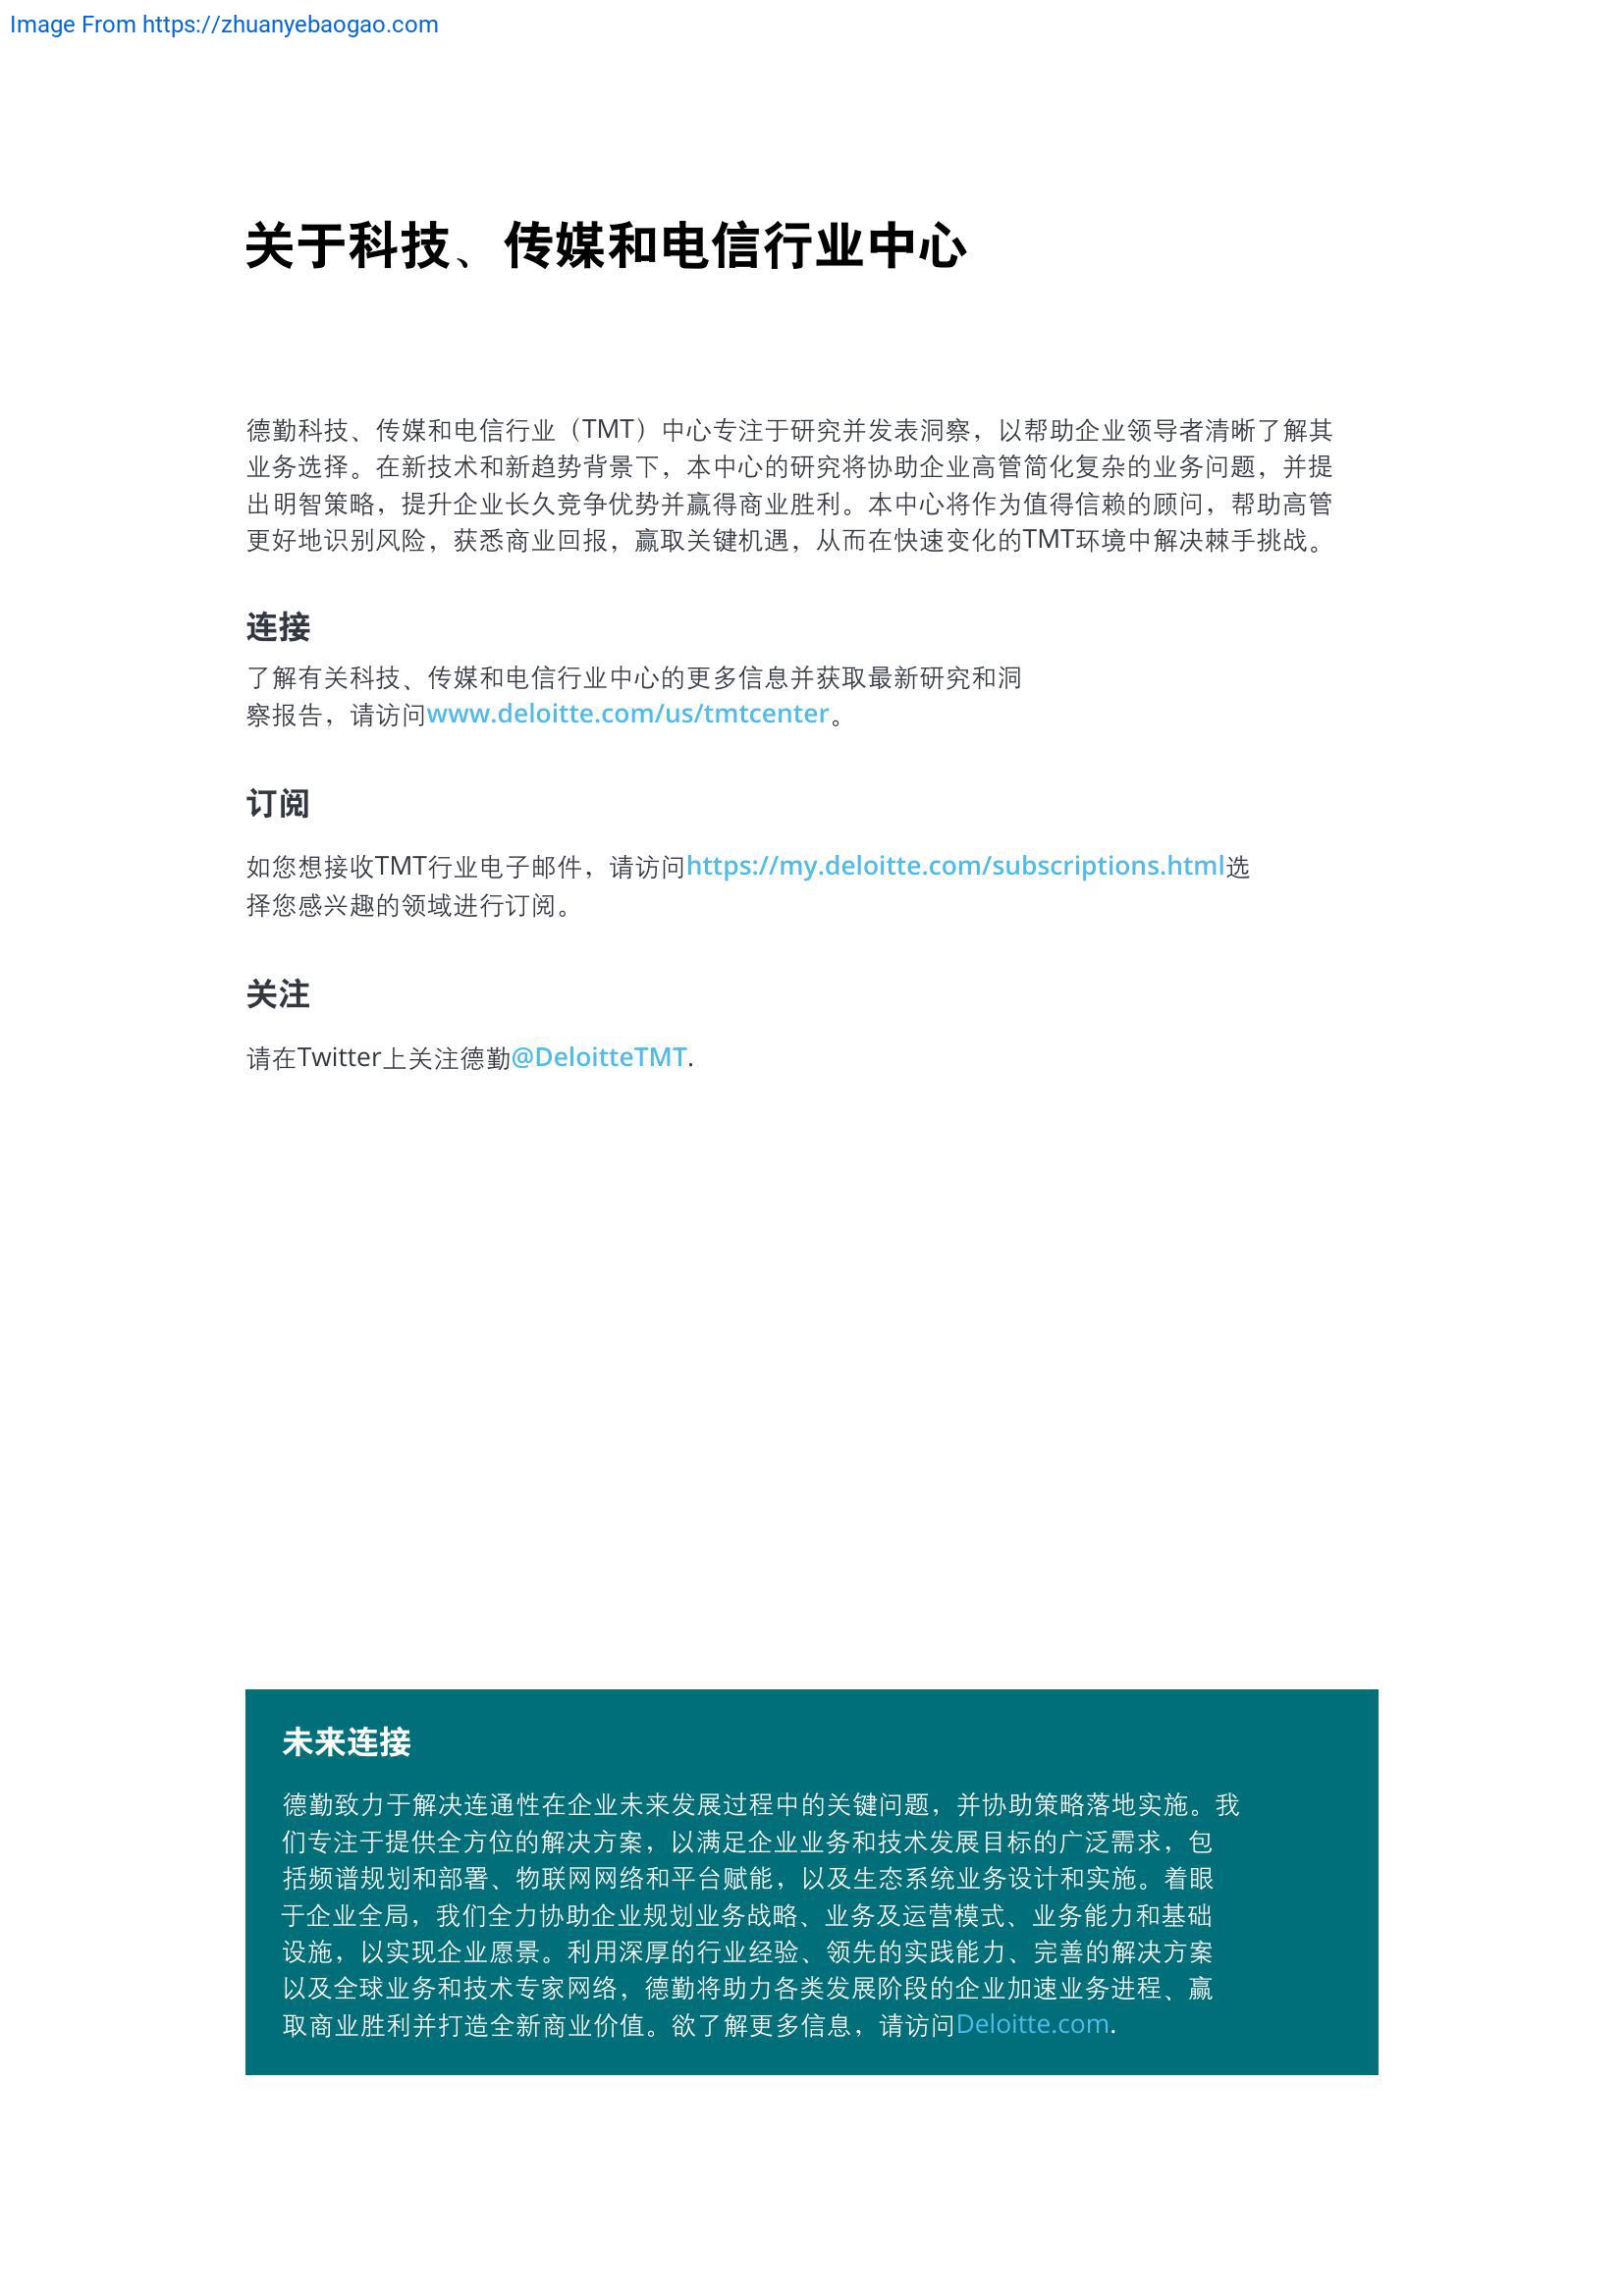 Image From https://zhuanyebaogao.com
关于科技、传媒和电信行业中心
德勤科技、传媒和电信行业（TMT）中心专注于研究并发表洞察，以帮助企业领导者清晰了解其
业务选择。在新技术和新趋势背景下，本中心的研究将协助企业高管简化复杂的业务问题，并提
出明智策略，提升企业长久竞争优势并赢得商业胜利。本中心将作为值得信赖的顾问，帮助高管
更好地识别风险，获悉商业回报，赢取关键机遇，从而在快速变化的TMT环境中解决棘手挑战。
连接
了解有关科技、传媒和电信行业中心的更多信息并获取最新研究和洞
察报告，请访问www.deloitte.com/us/tmtcenter。
订阅
如您想接收TMT行业电子邮件，请访问https://my.deloitte.com/subscriptions.html选
择您感兴趣的领域进行订阅。
关注
请在Twitter上关注德勤@DeloitteTMT.
未来连接
德勤致力于解决连通性在企业未来发展过程中的关键问题，并协助策略落地实施。我
们专注于提供全方位的解决方案，以满足企业业务和技术发展目标的广泛需求，包
括频谱规划和部署、物联网网络和平台赋能，以及生态系统业务设计和实施。着眼
于企业全局，我们全力协助企业规划业务战略、业务及运营模式、业务能力和基础
设施，以实现企业愿景。利用深厚的行业经验、领先的实践能力、完善的解决方案
以及全球业务和技术专家网络，德勤将助力各类发展阶段的企业加速业务进程、赢
取商业胜利并打造全新商业价值。欲了解更多信息，请访问Deloitte.com.